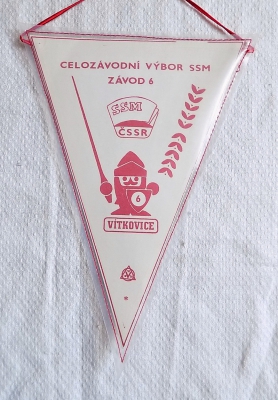 CELOZÁVODNÍ VÝBOR SSM
ZÁVOD 6
SSM
ČSSR
6
VÍTKOVICE